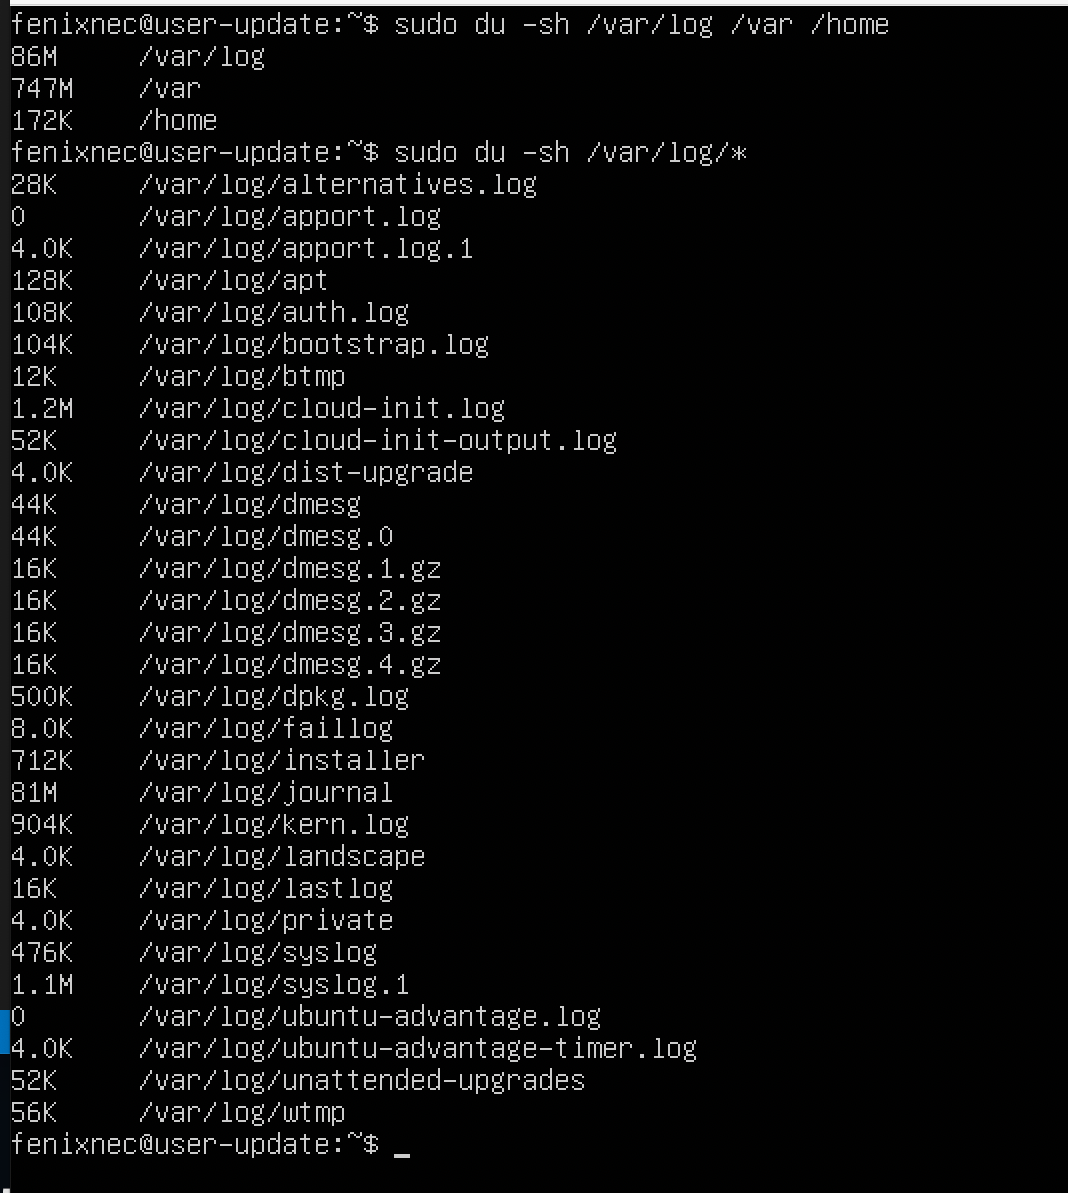 fenixnec@user-update:~$ sudo du -sh /var/log /var /home
86M     /var/log
747M    /var
172K    /home
fenixnec@user-update:~$ sudo du -sh /var/log/*
28K     /var/log/alternatives.log
0       /var/log/apport.log
4.0K    /var/log/apport.log.1
128K    /var/log/apt
108K    /var/log/auth.log
104K    /var/log/bootstrap.log
12K     /var/log/btmp
1.2M    /var/log/cloud-init.log
52K     /var/log/cloud-init-output.log
4.0K    /var/log/dist-upgrade
44K     /var/log/dmesg
44K     /var/log/dmesg.0
16K     /var/log/dmesg.1.gz
16K     /var/log/dmesg.2.gz
16K     /var/log/dmesg.3.gz
16K     /var/log/dmesg.4.gz
500K    /var/log/dpkg.log
8.0K    /var/log/faillog
712K    /var/log/installer
81M     /var/log/journal
904K    /var/log/kern.log
4.0K    /var/log/landscape
16K     /var/log/lastlog
4.0K    /var/log/private
476K    /var/log/syslog
1.1M    /var/log/syslog.1
0       /var/log/ubuntu-advantage.log
4.0K    /var/log/ubuntu-advantage-timer.log
52K     /var/log/unattended-upgrades
56K     /var/log/wtmp
fenixnec@user-update:~$ _